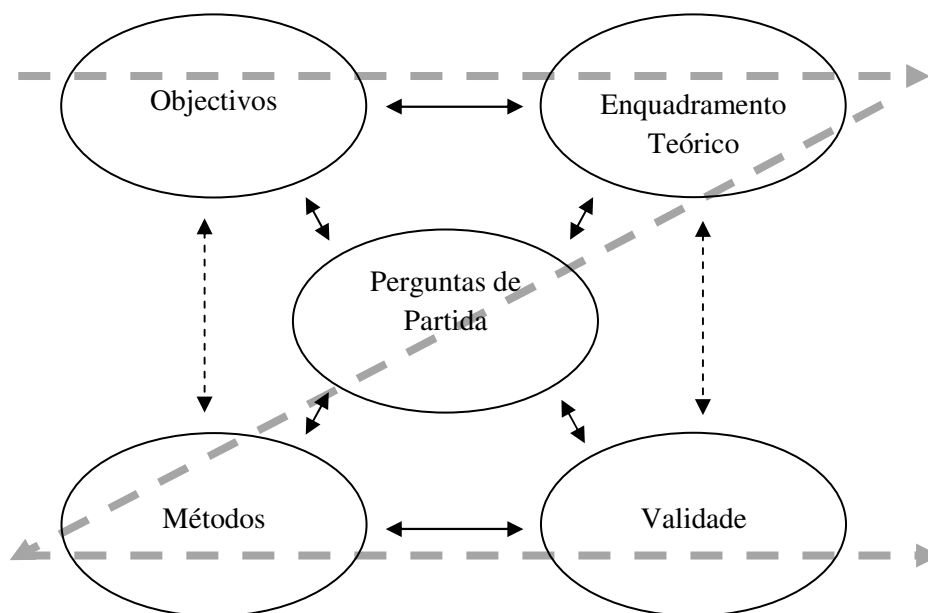 Objectivos
Enquadramento
Teórico
Perguntas de
Partida
Métodos
Validade